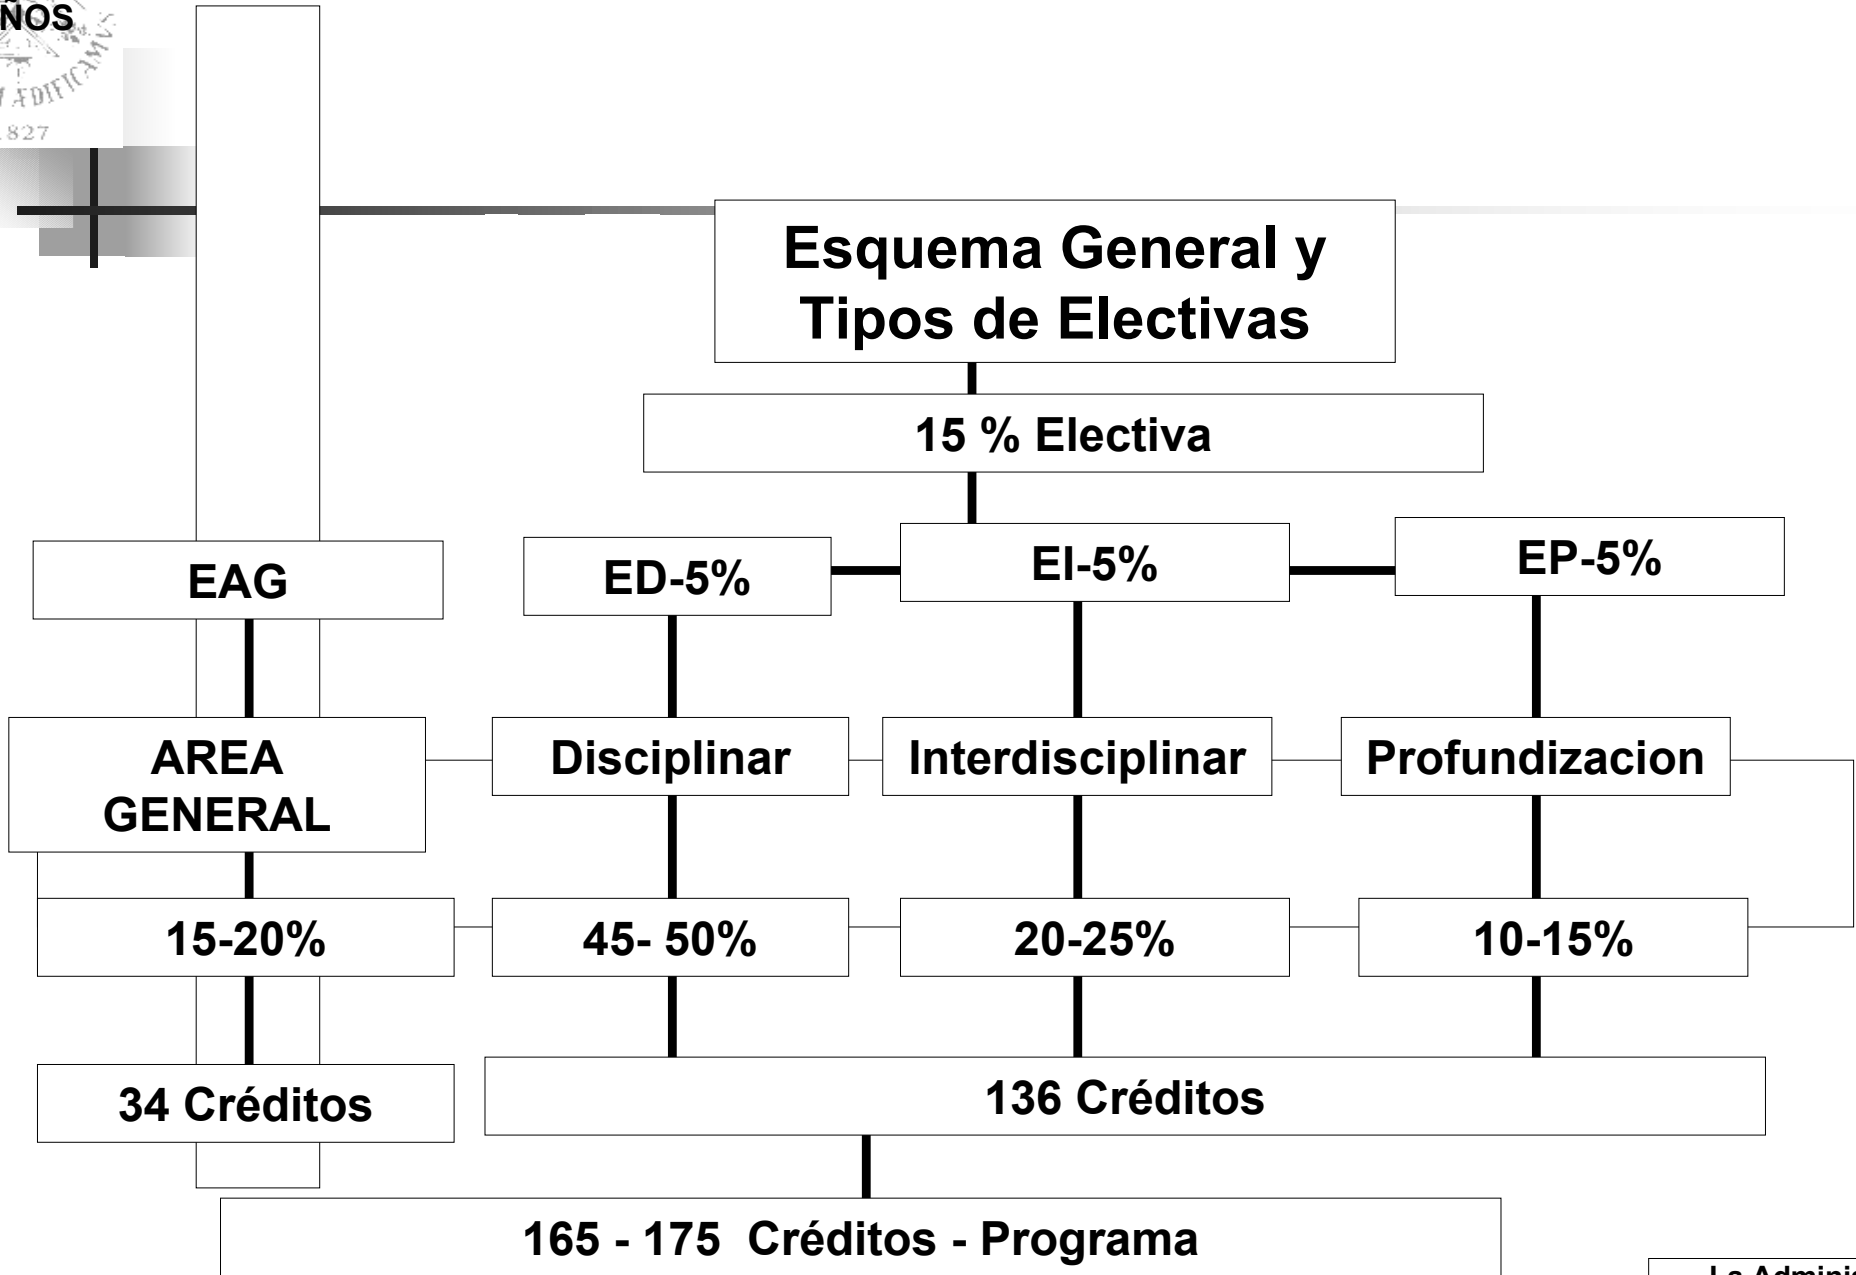 ÑOS
1827
Esquema General y
Tipos de Electivas
15 % Electiva
EAG
ED-5%
EI-5%
EP-5%
AREA
GENERAL
Disciplinar
Interdisciplinar
Profundizacion
15-20%
45- 50%
20-25%
10-15%
34 Créditos
136 Créditos
165 - 175 Créditos - Programa